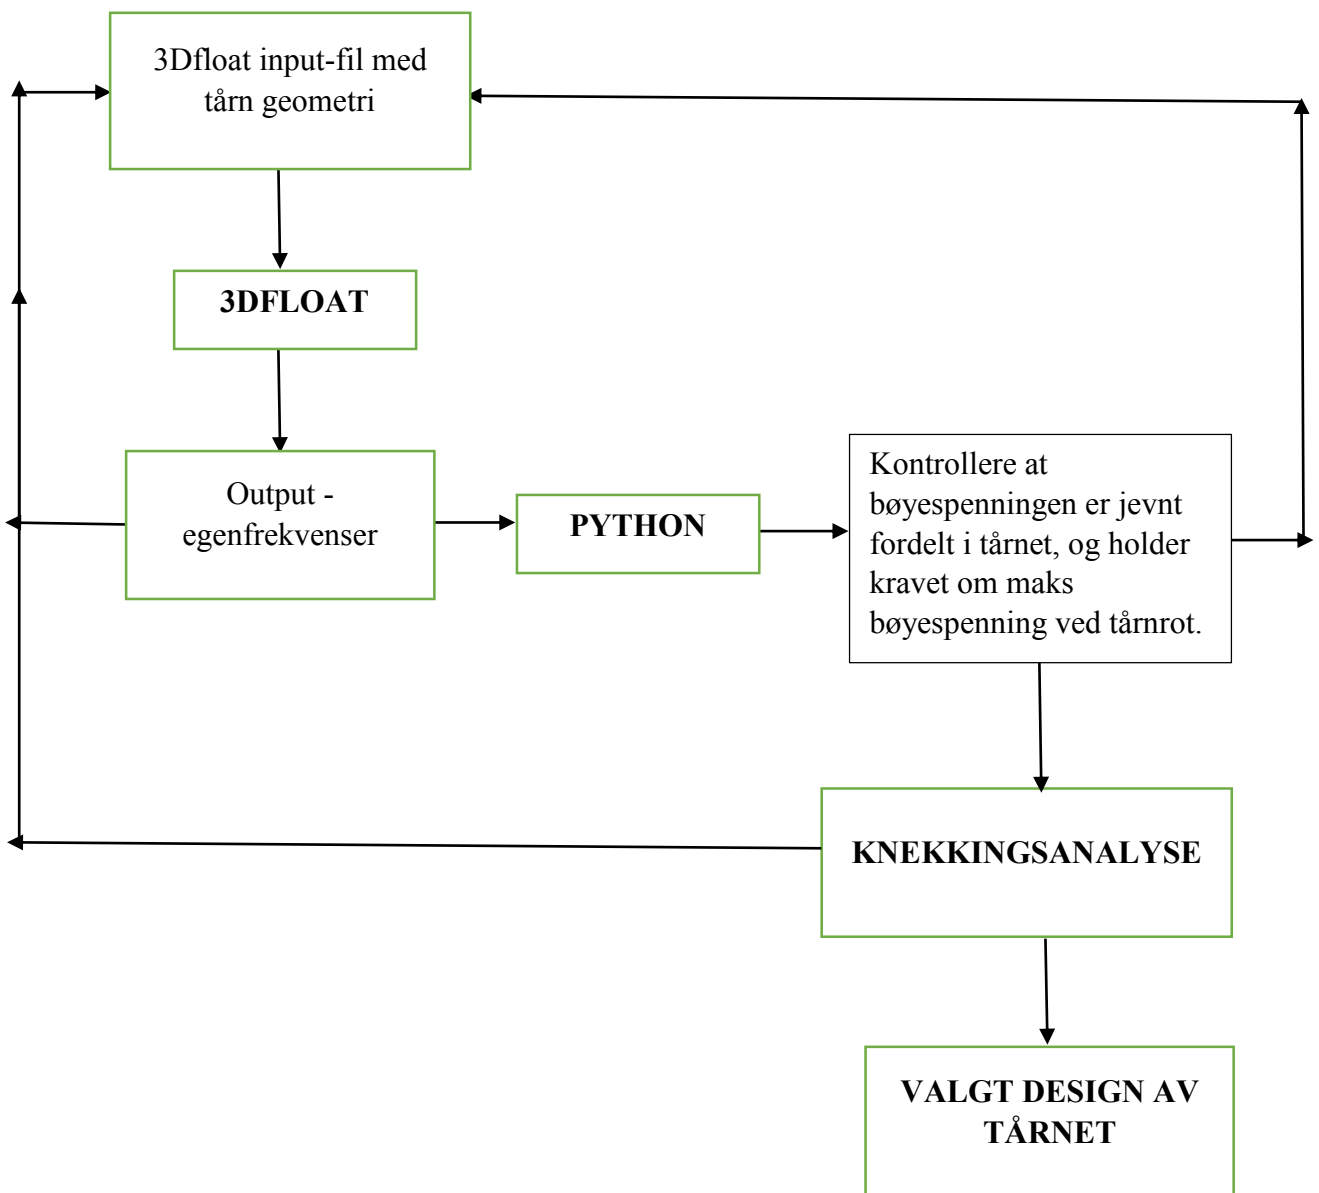 3Dfloat input-fil med
tårn geometri
3DFLOAT
Output -
egenfrekvenser
PYTHON
Kontrollere at
bøyespenningen er jevnt
fordelt i tårnet, og holder
kravet om maks
bøyespenning ved tårnrot.
KNEKKINGSANALYSE
VALGT DESIGN AV
TÅRNET